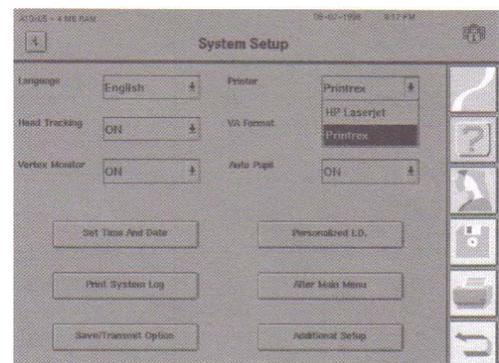 06-02-1998 9:17 PM
System Setup
Language English Printer Printrex
HP Laserjet
Head Tracking ON VA Format Printrex
Vertex Monitor ON Auto Pupil ON
Set Time And Date Personalized I.D.
Print System Log Alter Main Menu
Save/Transmit Option Additional Setup